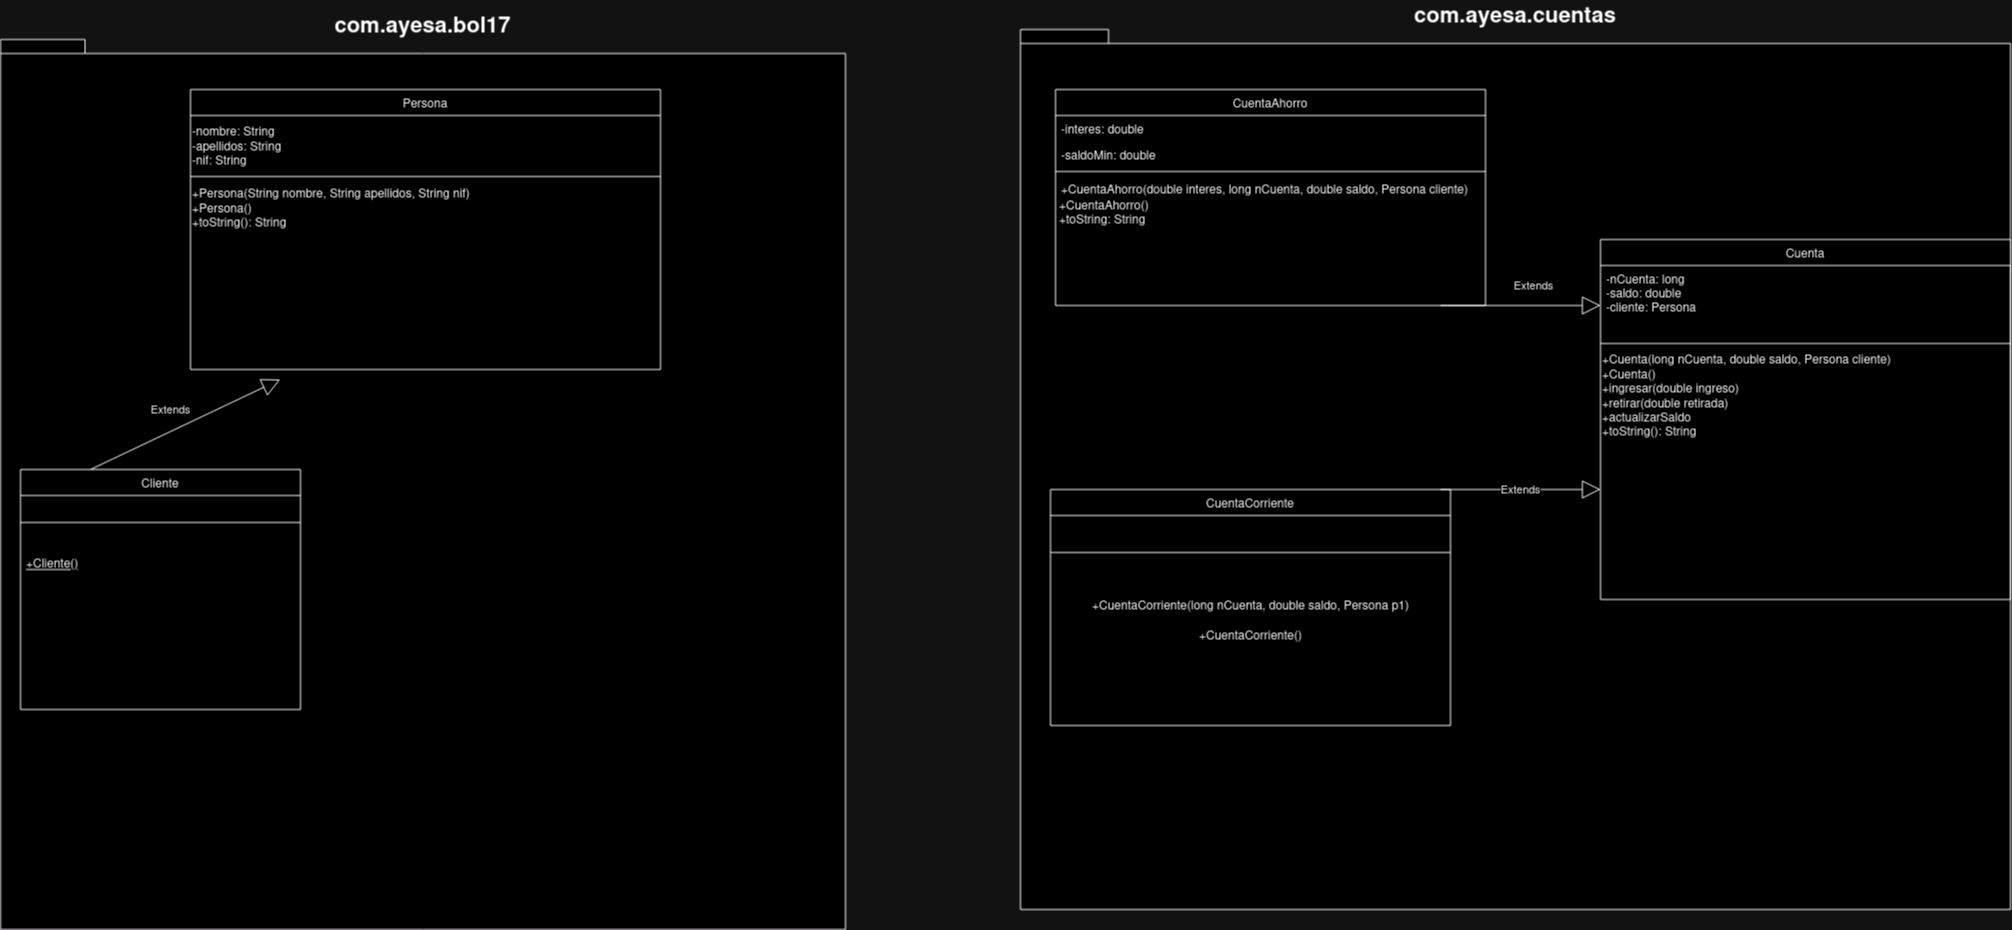 com.ayesa.bol17
Persona
-nombre: String
-apellidos: String
-nif: String
+Persona(String nombre, String apellidos, String nif)
+Persona()
+toString(): String
Extends
Cliente
+Cliente()
com.ayesa.cuentas
CuentaAhorro
-interes: double
-saldoMin: double
+CuentaAhorro(double interes, long nCuenta, double saldo, Persona cliente)
+CuentaAhorro()
+toString: String
Extends
Cuenta
-nCuenta: long
-saldo: double
-cliente: Persona
+Cuenta(long nCuenta, double saldo, Persona cliente)
+Cuenta()
+ingresar(double ingreso)
+retirar(double retirada)
+actualizarSaldo
+toString(): String
Extends
CuentaCorriente
+CuentaCorriente(long nCuenta, double saldo, Persona p1)
+CuentaCorriente()